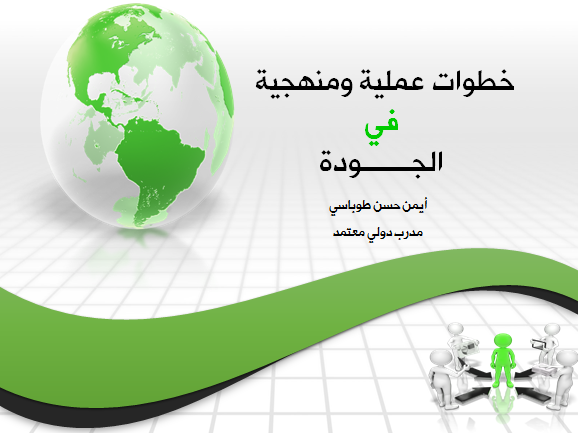 خطوات عملية ومنهجية
في
الجـــــودة
أيمن حسن طوباسي
مدرب دولي معتمد